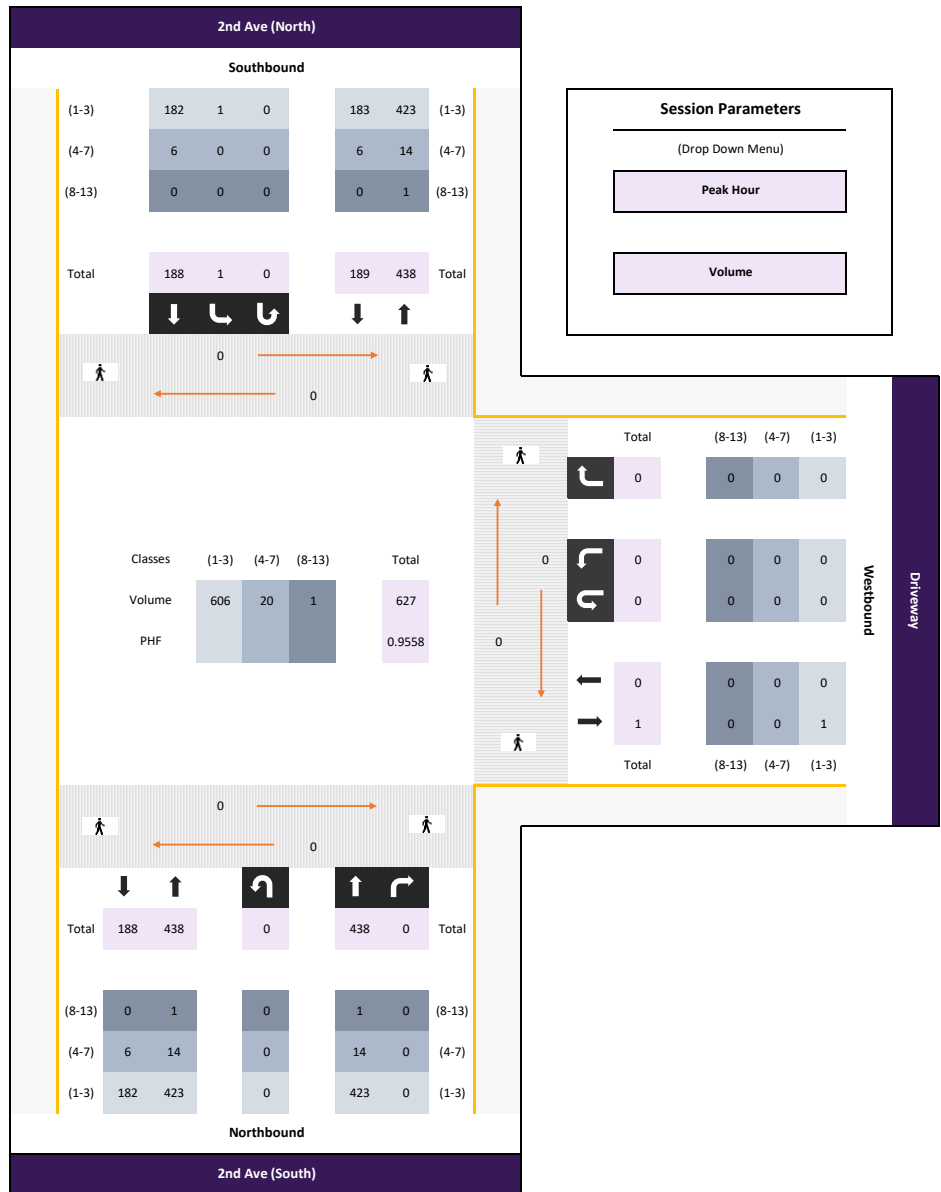 2nd Ave (North)
Southbound
(1-3) 182 1 0 183 423 (1-3)
(4-7) 6 0 0 6 14 (4-7)
(8-13) 0 0 0 0 1 (8-13)
Total 188 1 0 189 438 Total
0
0
Session Parameters
(Drop Down Menu)
Peak Hour
Volume
Total (8-13) (4-7) (1-3)
0 0 0 0
0 0 0 0 0
0 0 0 0
0
0 0 0 0
1 0 0 1
Total (8-13) (4-7) (1-3)
Westbound
Driveway
Classes (1-3) (4-7) (8-13) Total
Volume 606 20 1 627
PHF 0.9558
0
0
Total 188 438 0 438 0 Total
(8-13) 0 1 0 1 0 (8-13)
(4-7) 6 14 0 14 0 (4-7)
(1-3) 182 423 0 423 0 (1-3)
Northbound
2nd Ave (South)